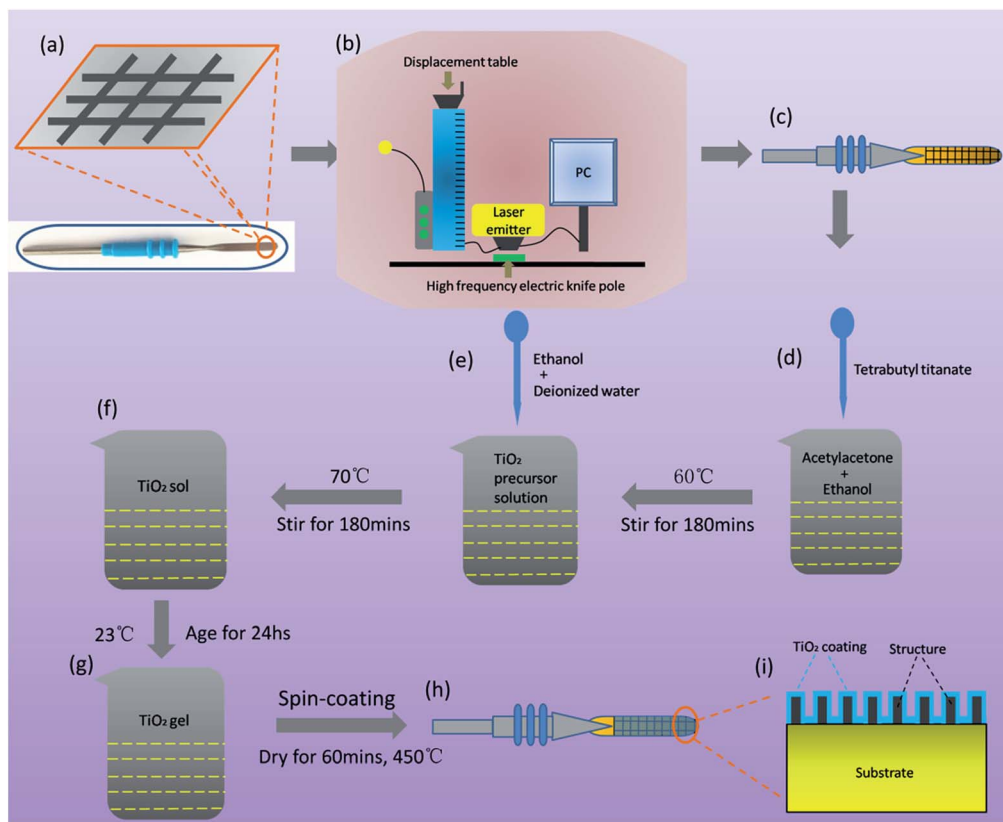 (a)
(b)
Displacement table
PC
Laser
emitter
High frequency electric knife pole
(c)
(d)
Tetrabutyl titanate
Acetylacetone
+
Ethanol
60℃
Stir for 180mins
(e)
Ethanol
+
Deionized water
TiO₂
precursor
solution
70℃
Stir for 180mins
(f)
TiO₂ sol
23℃
Age for 24hs
(g)
TiO₂ gel
Spin-coating
Dry for 60mins, 450℃
(h)
(i)
TiO₂ coating
Structure
Substrate